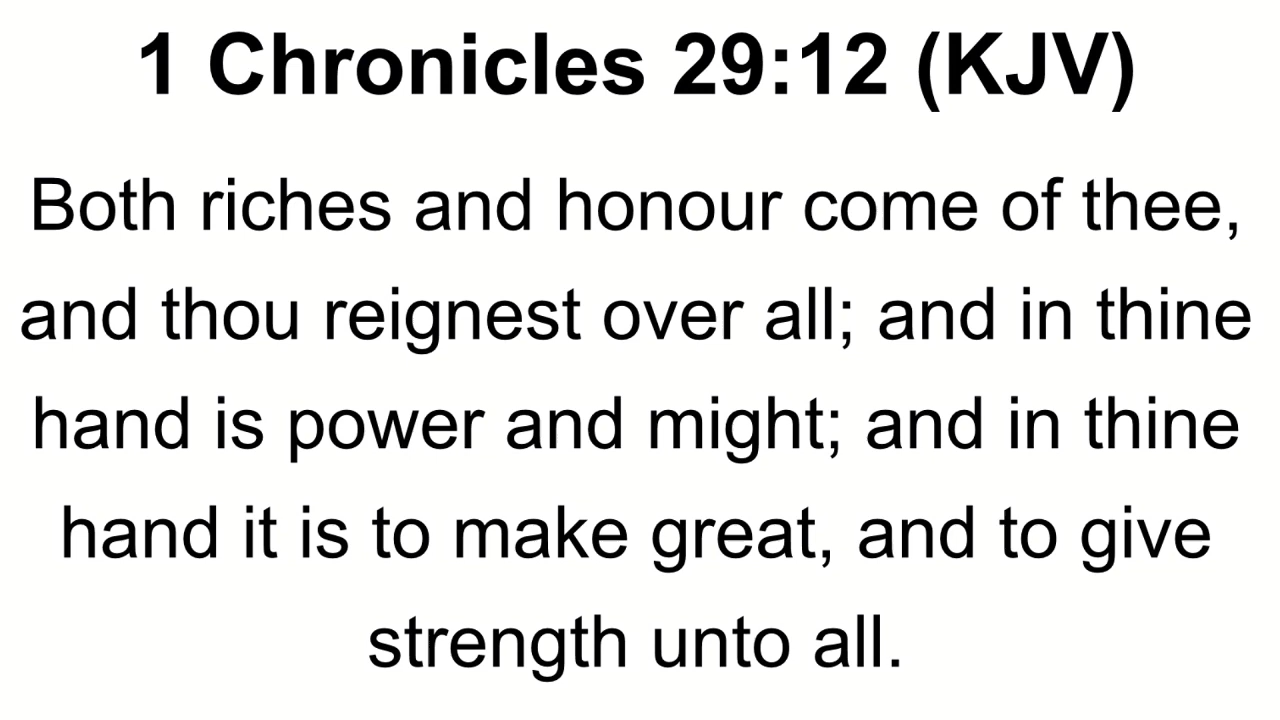 1 Chronicles 29:12 (KJV)
Both riches and honour come of thee,
and thou reignest over all; and in thine
hand is power and might; and in thine
hand it is to make great, and to give
strength unto all.